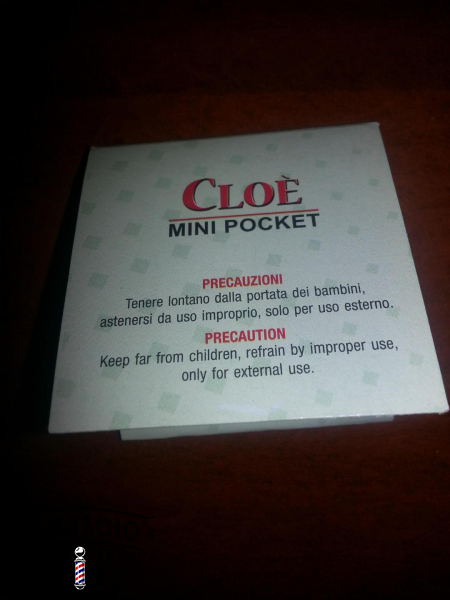 CLOÈ
MINI POCKET
PRECAUZIONI
Tenere lontano dalla portata dei bambini,
astenersi da uso improprio, solo per uso esterno.
PRECAUTION
Keep far from children, refrain by improper use,
only for external use.